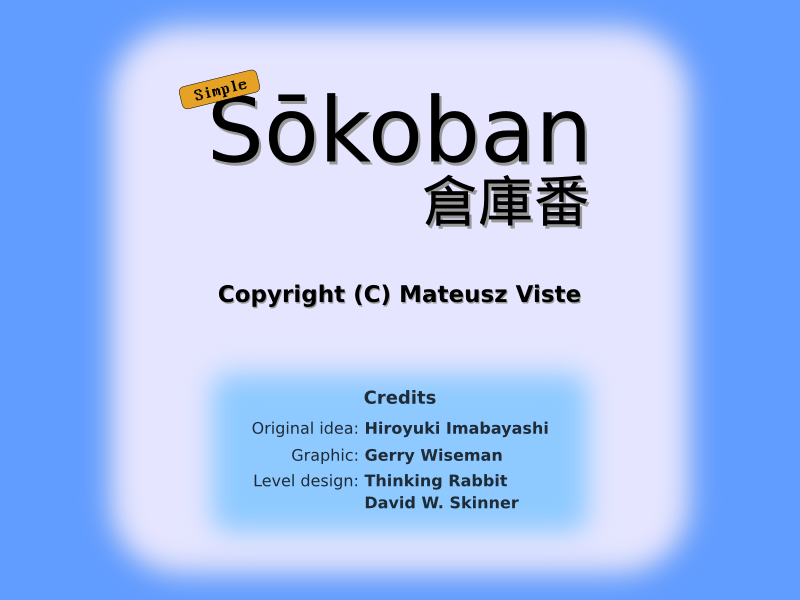 Simple
Sōkoban
倉庫番
Copyright (C) Mateusz Viste
Credits
Original idea: Hiroyuki Imabayashi
Graphic: Gerry Wiseman
Level design: Thinking Rabbit
David W. Skinner